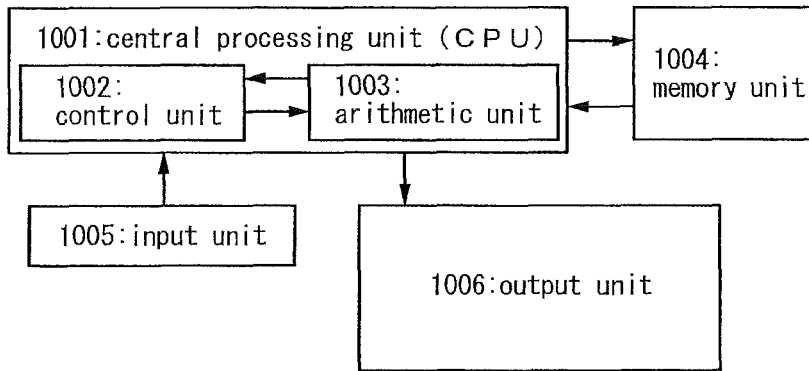 1001:central processing unit (ＣＰＵ)
1002:
control unit
1003:
arithmetic unit
1004:
memory unit
1005:input unit
1006:output unit